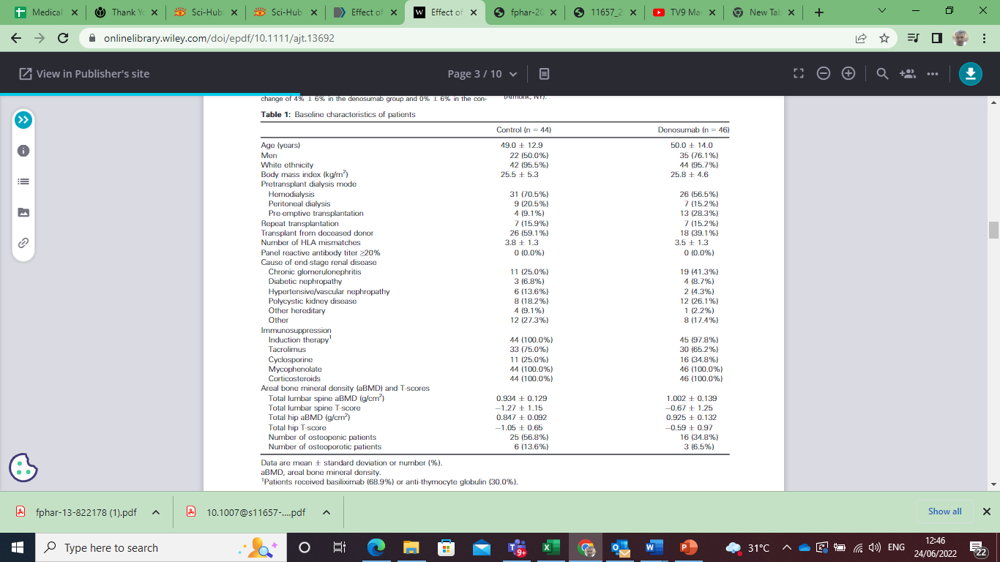 Medical
Thank Yo
Sci-Hub
Sci-Hub
Effect of
W Effect of
fphar-20
11657_2
TV9 Mar
New Tab
onlinelibrary.wiley.com/doi/epdf/10.1111/ajt.13692
View in Publisher's site
Page 3 / 10
change of 4% ± 6% in the denosumab group and 0% ± 6% in the con-
(Armonk, NY).
Table 1: Baseline characteristics of patients
Control (n = 44) Denosumab (n = 46)
Age (years) 49.0 ± 12.9 50.0 ± 14.0
Men 22 (50.0%) 35 (76.1%)
White ethnicity 42 (95.5%) 44 (95.7%)
Body mass index (kg/m²) 25.5 ± 5.3 25.8 ± 4.6
Pretransplant dialysis mode
Hemodialysis 31 (70.5%) 26 (56.5%)
Peritoneal dialysis 9 (20.5%) 7 (15.2%)
Pre-emptive transplantation 4 (9.1%) 13 (28.3%)
Repeat transplantation 7 (15.9%) 7 (15.2%)
Transplant from deceased donor 26 (59.1%) 18 (39.1%)
Number of HLA mismatches 3.8 ± 1.3 3.5 ± 1.3
Panel reactive antibody titer ≥20% 0 (0.0%) 0 (0.0%)
Cause of end-stage renal disease
Chronic glomerulonephritis 11 (25.0%) 19 (41.3%)
Diabetic nephropathy 3 (6.8%) 4 (8.7%)
Hypertensive/vascular nephropathy 6 (13.6%) 2 (4.3%)
Polycystic kidney disease 8 (18.2%) 12 (26.1%)
Other hereditary 4 (9.1%) 1 (2.2%)
Other 12 (27.3%) 8 (17.4%)
Immunosuppression
Induction therapy¹ 44 (100.0%) 45 (97.8%)
Tacrolimus 33 (75.0%) 30 (65.2%)
Cyclosporine 11 (25.0%) 16 (34.8%)
Mycophenolate 44 (100.0%) 46 (100.0%)
Corticosteroids 44 (100.0%) 46 (100.0%)
Areal bone mineral density (aBMD) and T-scores
Total lumbar spine aBMD (g/cm²) 0.934 ± 0.129 1.002 ± 0.139
Total lumbar spine T-score −1.27 ± 1.15 −0.67 ± 1.25
Total hip aBMD (g/cm²) 0.847 ± 0.092 0.925 ± 0.132
Total hip T-score −1.05 ± 0.65 −0.59 ± 0.97
Number of osteopenic patients 25 (56.8%) 16 (34.8%)
Number of osteoporotic patients 6 (13.6%) 3 (6.5%)
Data are mean ± standard deviation or number (%).
aBMD, areal bone mineral density.
¹Patients received basiliximab (68.9%) or anti-thymocyte globulin (30.0%).
fphar-13-822178 (1).pdf
10.1007@s11657-....pdf
Show all
Type here to search
9+
31°C
ENG
12:46
24/06/2022
22